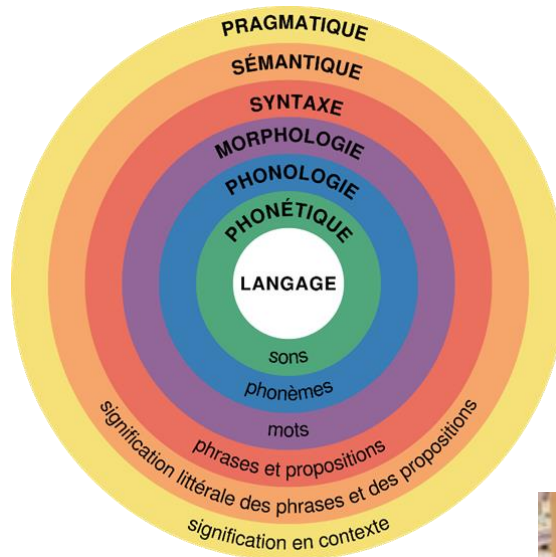 PRAGMATIQUE
SÉMANTIQUE
SYNTAXE
MORPHOLOGIE
PHONOLOGIE
PHONÉTIQUE
LANGAGE
sons
phonèmes
mots
phrases et propositions
signification littérale des phrases et des propositions
signification en contexte